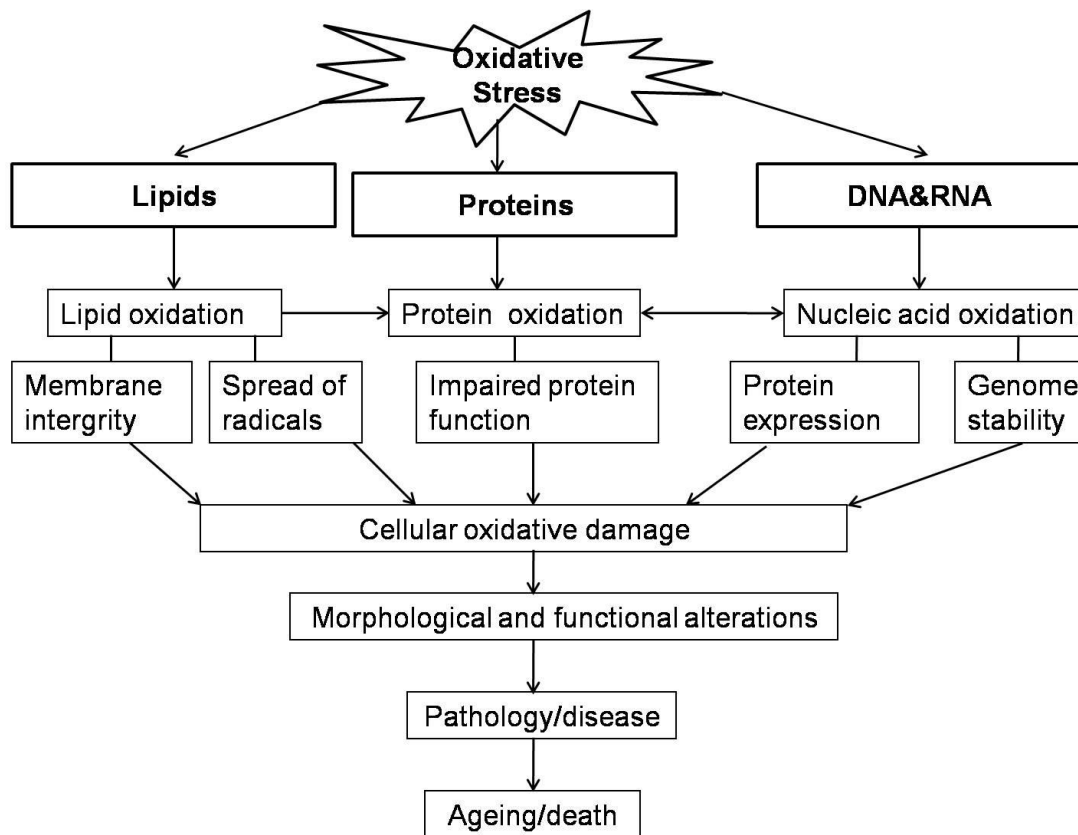 Oxidative
Stress
Lipids
Proteins
DNA&RNA
Lipid oxidation
Protein oxidation
Nucleic acid oxidation
Membrane
intergrity
Spread of
radicals
Impaired protein
function
Protein
expression
Genome
stability
Cellular oxidative damage
Morphological and functional alterations
Pathology/disease
Ageing/death